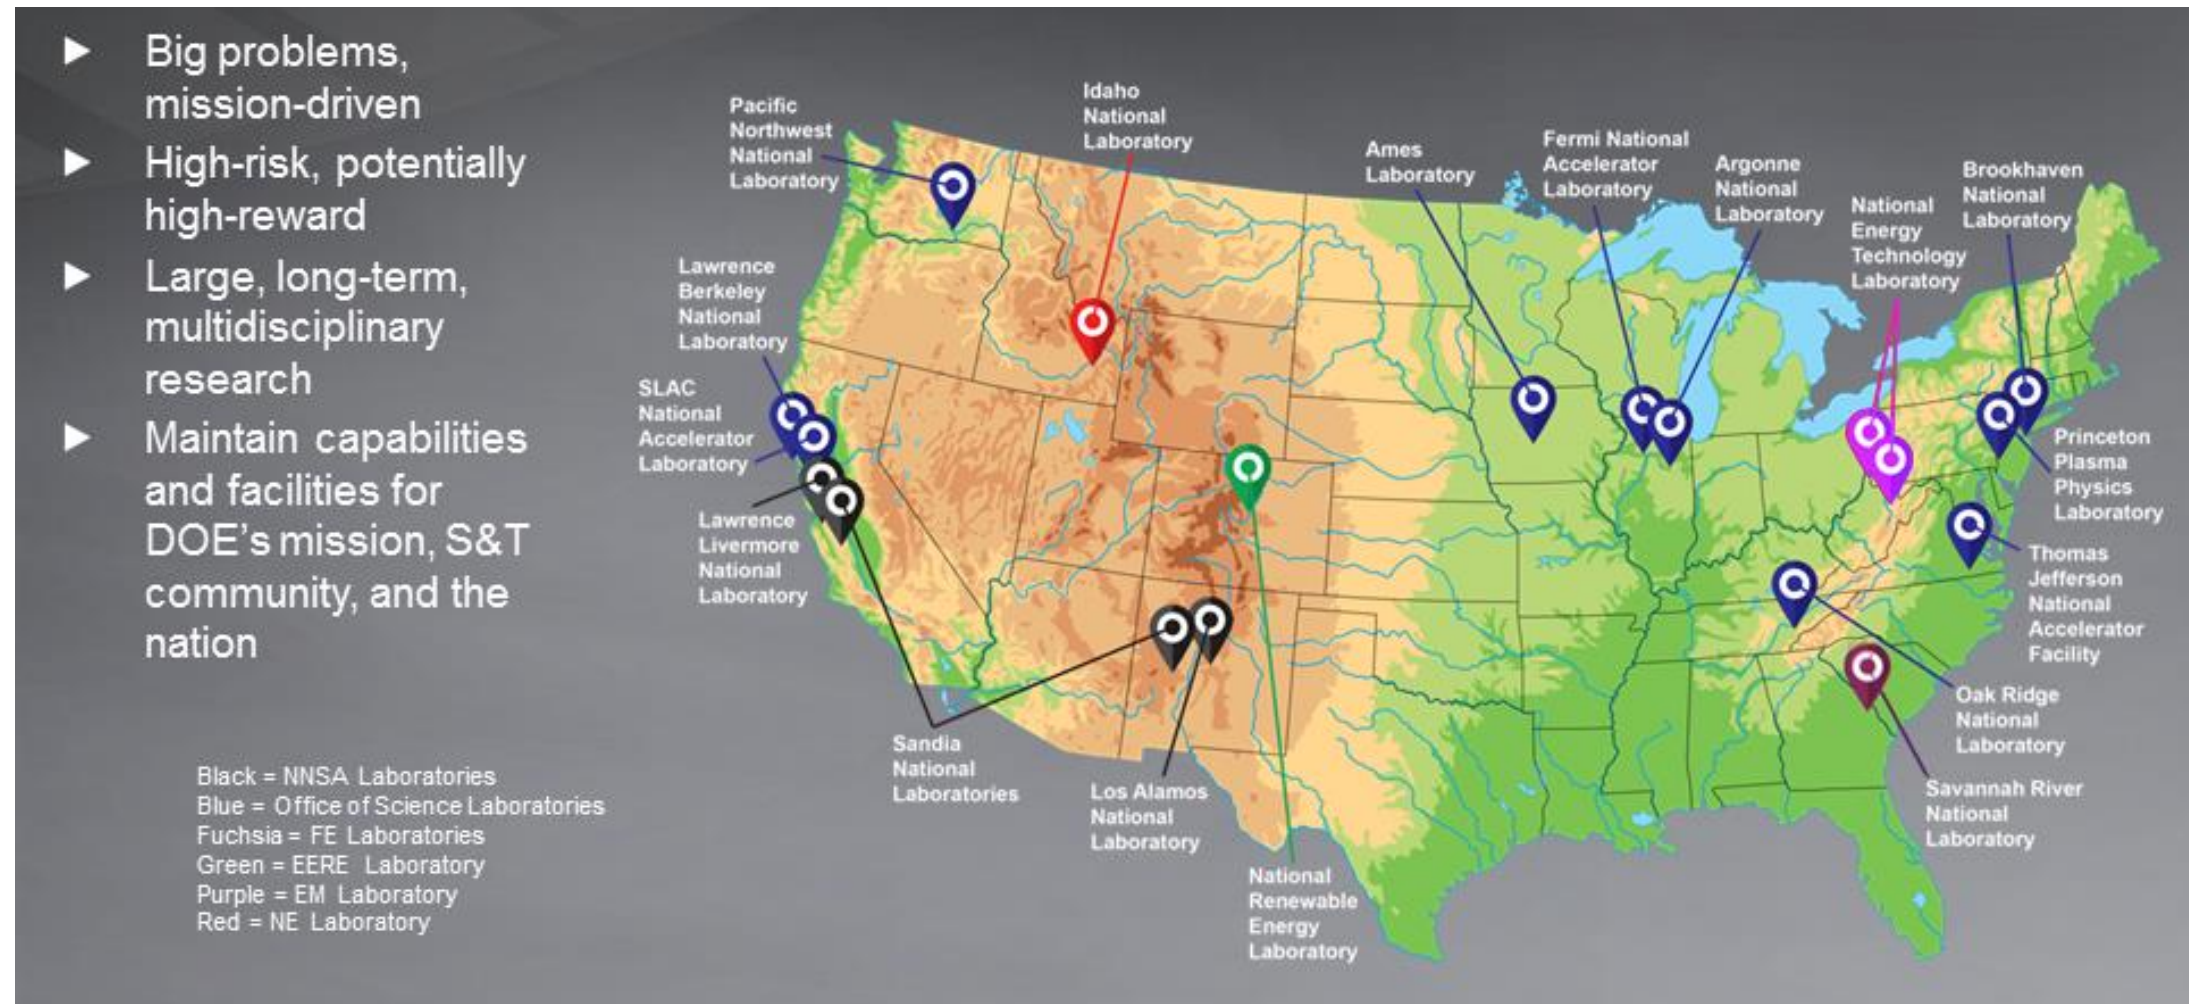 ► Big problems,
mission-driven
► High-risk, potentially
high-reward
► Large, long-term,
multidisciplinary
research
► Maintain capabilities
and facilities for
DOE's mission, S&T
community, and the
nation
Black = NNSA Laboratories
Blue = Office of Science Laboratories
Fuchsia = FE Laboratories
Green = EERE Laboratory
Purple = EM Laboratory
Red = NE Laboratory
Pacific
Northwest
National
Laboratory
Idaho
National
Laboratory
Ames
Laboratory
Fermi National
Accelerator
Laboratory
Argonne
National
Laboratory
National
Energy
Technology
Laboratory
Brookhaven
National
Laboratory
Lawrence
Berkeley
National
Laboratory
SLAC
National
Accelerator
Laboratory
Lawrence
Livermore
National
Laboratory
Sandia
National
Laboratories
Los Alamos
National
Laboratory
National
Renewable
Energy
Laboratory
Princeton
Plasma
Physics
Laboratory
Thomas
Jefferson
National
Accelerator
Facility
Oak Ridge
National
Laboratory
Savannah River
National
Laboratory